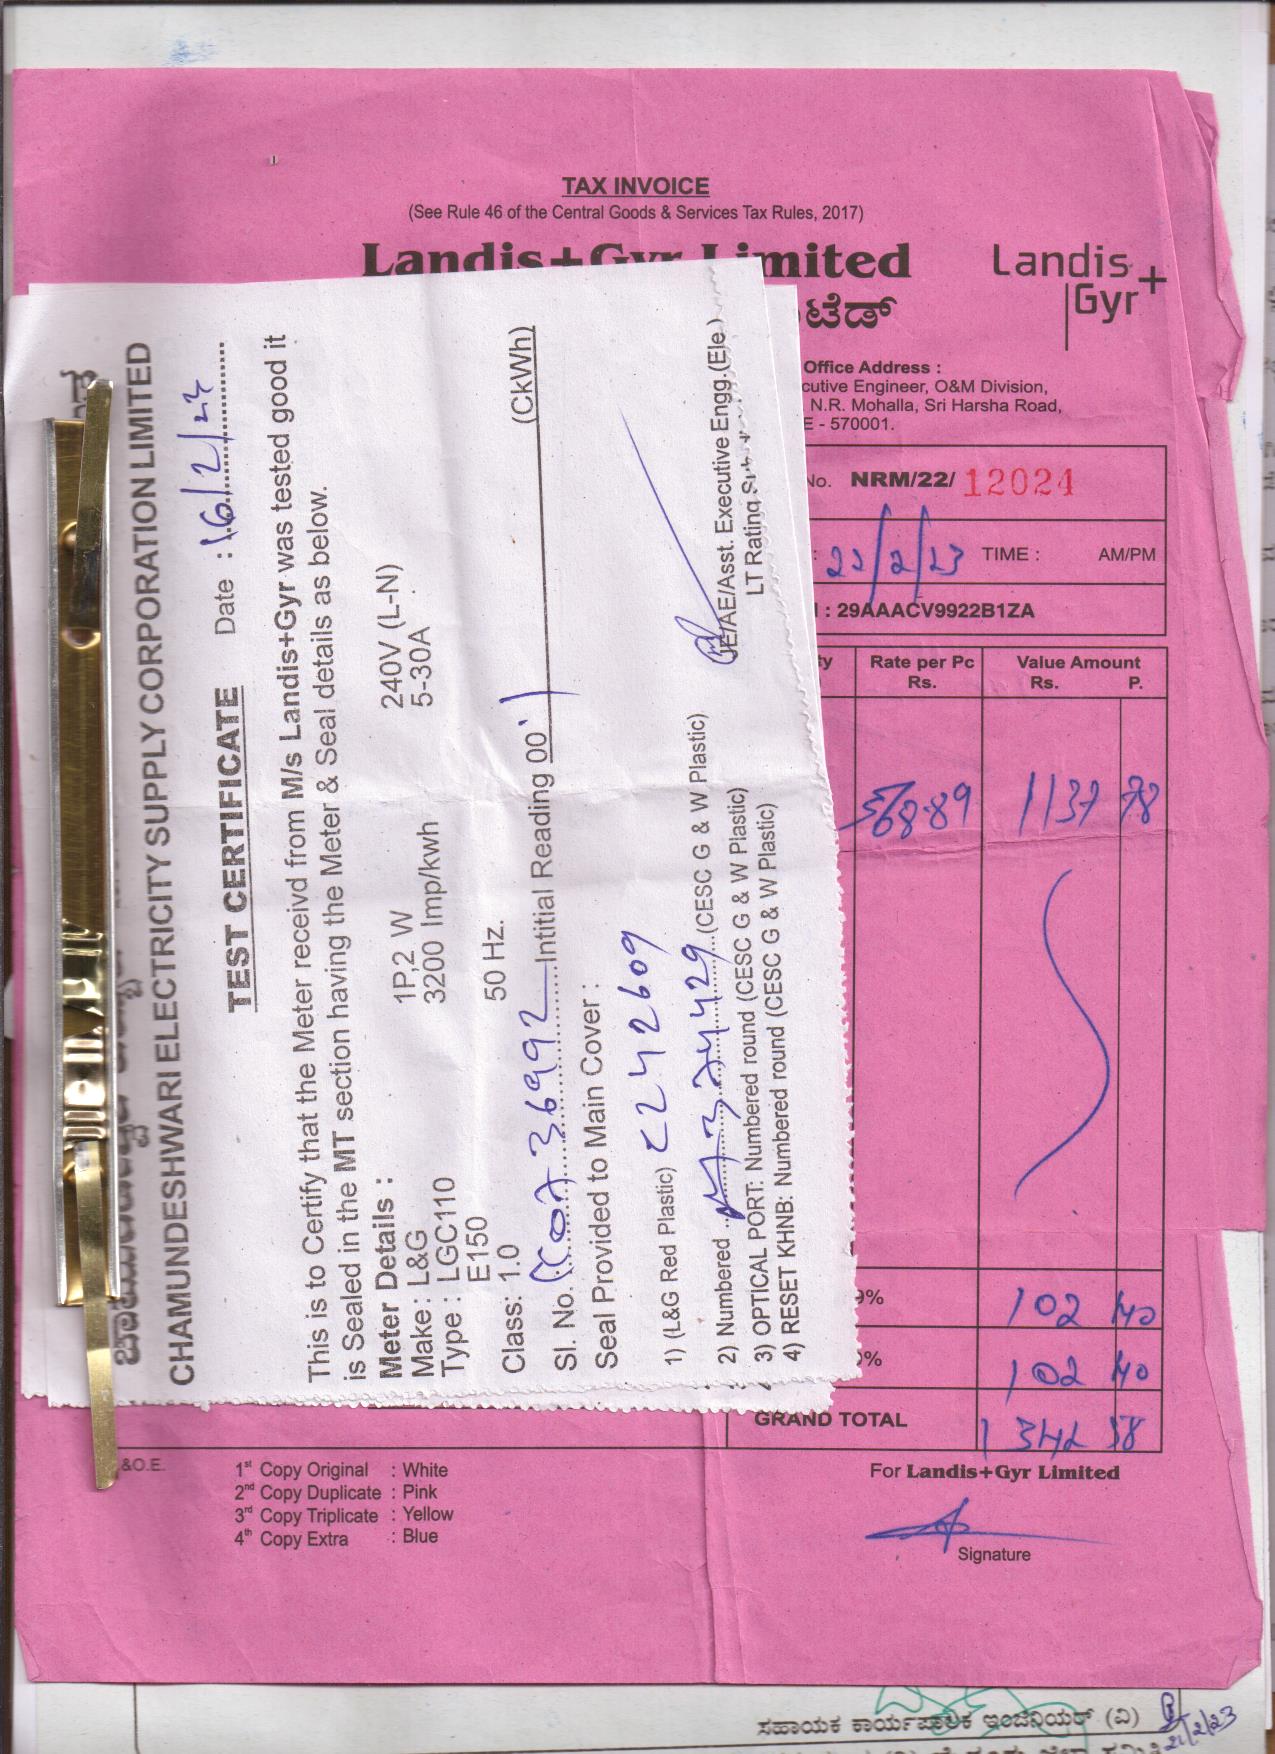 TAX INVOICE
(See Rule 46 of the Central Goods & Services Tax Rules, 2017)
Landis+Gyr Limited
Landis+
Gyr
ಟೆಡ್
Office Address :
cutive Engineer, O&M Division,
N.R. Mohalla, Sri Harsha Road,
E - 570001.
No. NRM/22/ 12024
: 22/2/23 TIME : AM/PM
: 29AAACV9922B1ZA
ty Rate per Pc Rs. Value Amount Rs. P.
568.89 1137 78
9% 102 40
% 102 40
GRAND TOTAL 1342 58
&O.E.
1st Copy Original : White
2nd Copy Duplicate : Pink
3rd Copy Triplicate : Yellow
4th Copy Extra : Blue
For Landis+Gyr Limited
Signature
CHAMUNDESHWARI ELECTRICITY SUPPLY CORPORATION LIMITED
TEST CERTIFICATE Date : 16/2/23
This is to Certify that the Meter receivd from M/s Landis+Gyr was tested good it
is Sealed in the MT section having the Meter & Seal details as below.
Meter Details :
Make : L&G 1P,2 W 240V (L-N)
Type : LGC110 3200 Imp/kwh 5-30A
E150
Class: 1.0 50 Hz.
Sl. No. 36992 Intitial Reading 00 (CkWh)
Seal Provided to Main Cover :
1) (L&G Red Plastic) 242609
2) Numbered 74429 (CESC G & W Plastic)
3) OPTICAL PORT: Numbered round (CESC G & W Plastic)
4) RESET KHNB: Numbered round (CESC G & W Plastic)
JE/AE/Asst. Executive Engg.(Ele.)
LT Rating
ಸಹಾಯಕ ಕಾರ್ಯಪಾಲಕ ಇಂಜಿನಿಯರ್ (ವಿ)
21/2/23